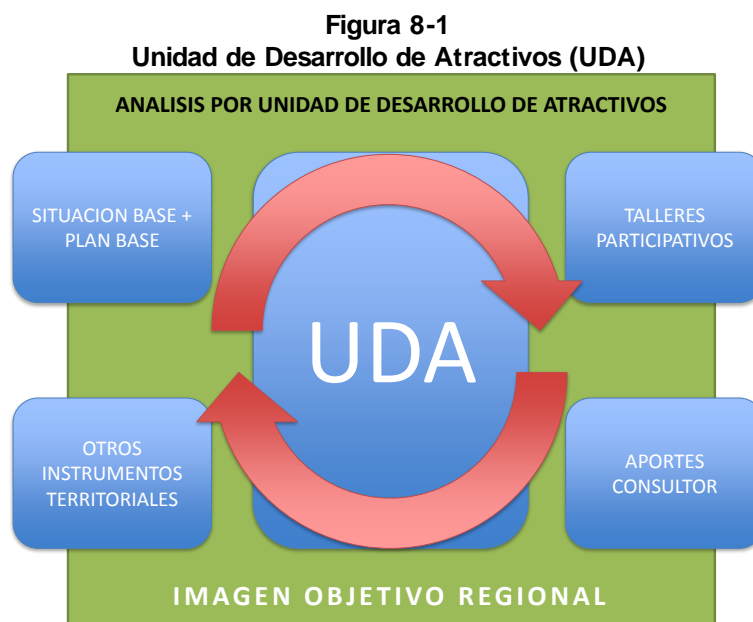 Figura 8-1
Unidad de Desarrollo de Atractivos (UDA)
ANALISIS POR UNIDAD DE DESARROLLO DE ATRACTIVOS
SITUACION BASE +
PLAN BASE
TALLERES
PARTICIPATIVOS
UDA
OTROS
INSTRUMENTOS
TERRITORIALES
APORTES
CONSULTOR
IMAGEN OBJETIVO REGIONAL